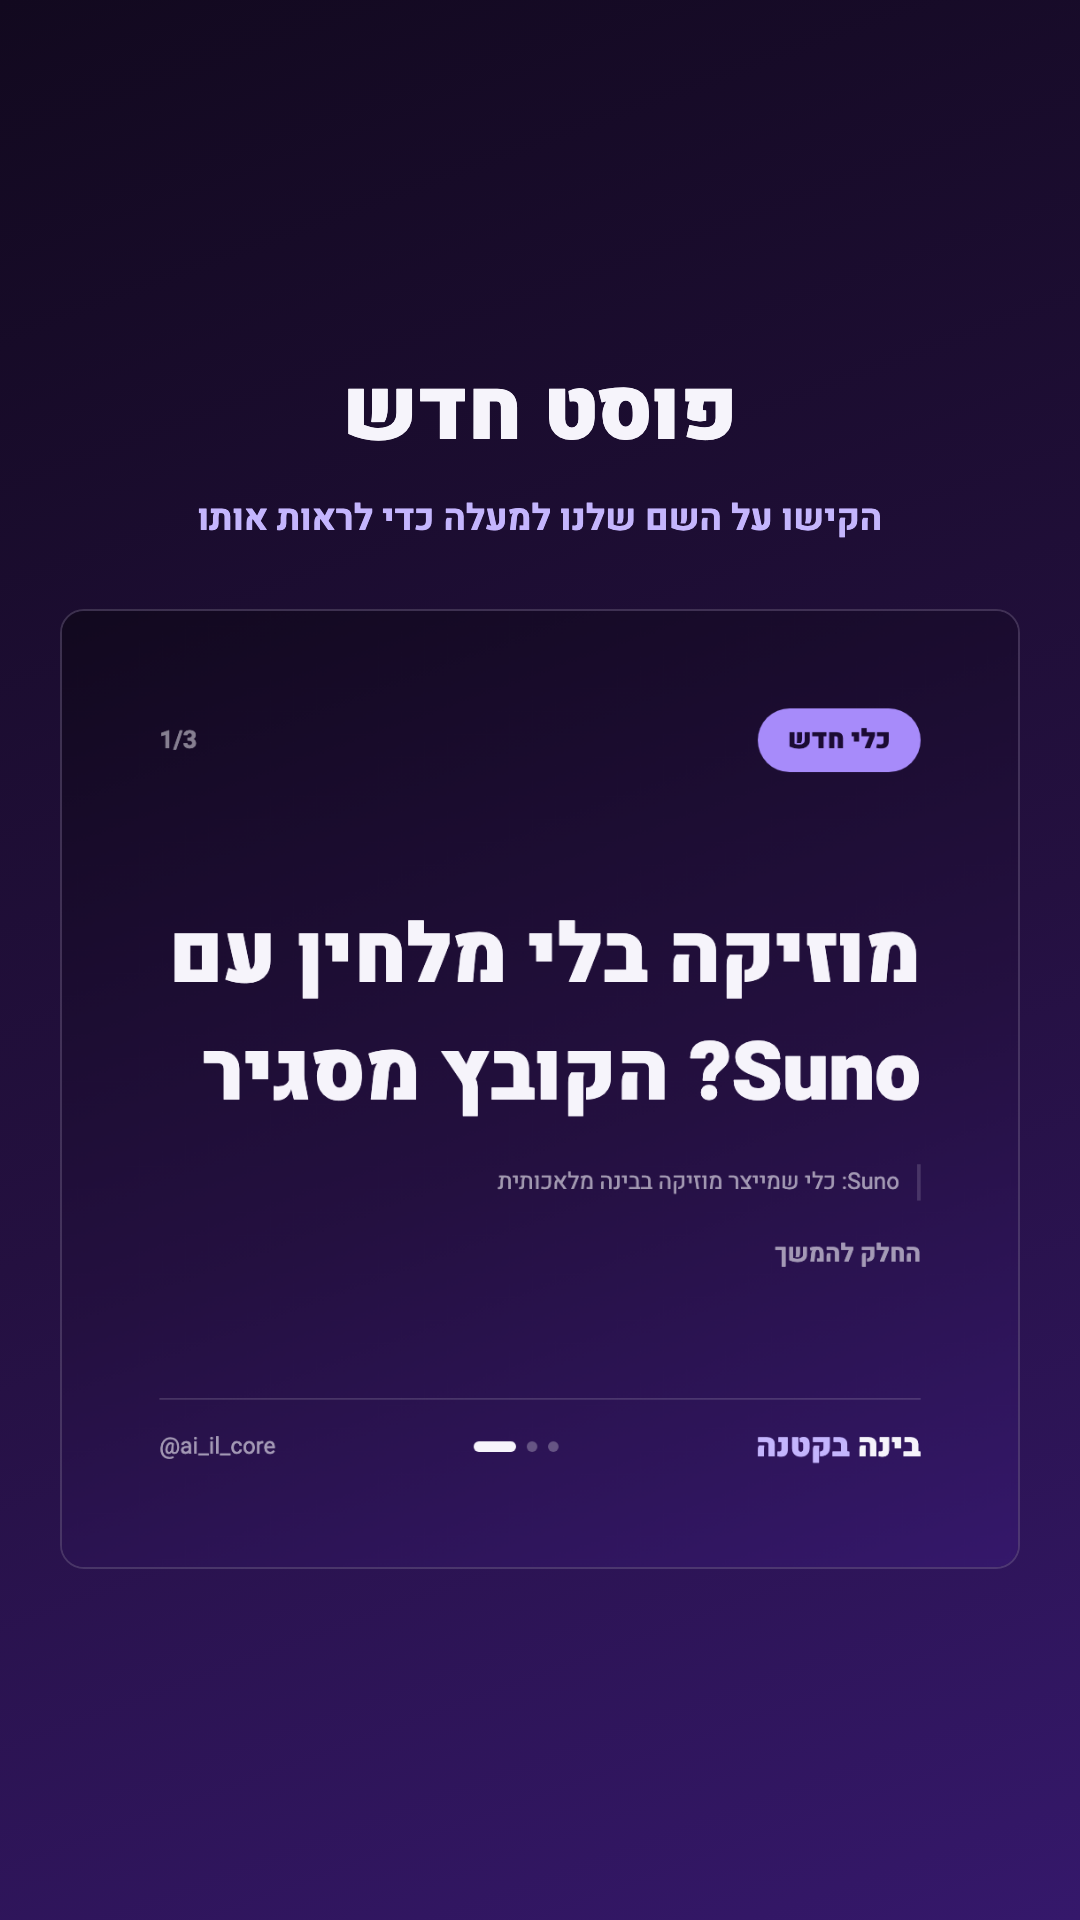 פוסט חדש
הקישו על השם שלנו למעלה כדי לראות אותו
כלי חדש
1/3
מוזיקה בלי מלחין עם
Suno? הקובץ מסגיר
Suno: כלי שמייצר מוזיקה בבינה מלאכותית
החלק להמשך
בינה בקטנה
@ai_il_core